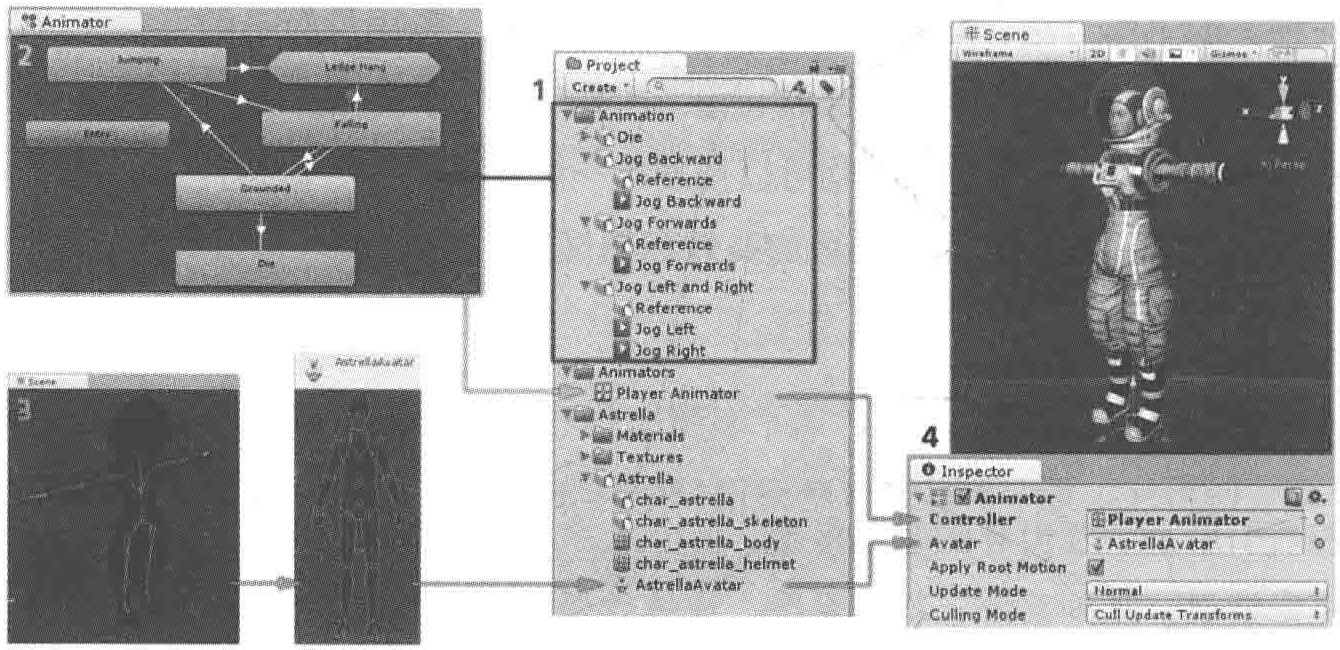 Animator
2
Jumping
Ledge Hang
Falling
Entry
Grounded
Die
Scene
3
AstrellaAvatar
1
Project
Create
Animation
Die
Jog Backward
Reference
Jog Backward
Jog Forwards
Reference
Jog Forwards
Jog Left and Right
Reference
Jog Left
Jog Right
Animators
Player Animator
Astrella
Materials
Textures
Astrella
char_astrella
char_astrella_skeleton
char_astrella_body
char_astrella_helmet
AstrellaAvatar
Scene
Wireframe 2D Gizmos
y
x z
Persp
4
Inspector
Animator
Controller Player Animator
Avatar AstrellaAvatar
Apply Root Motion
Update Mode Normal
Culling Mode Cull Update Transforms